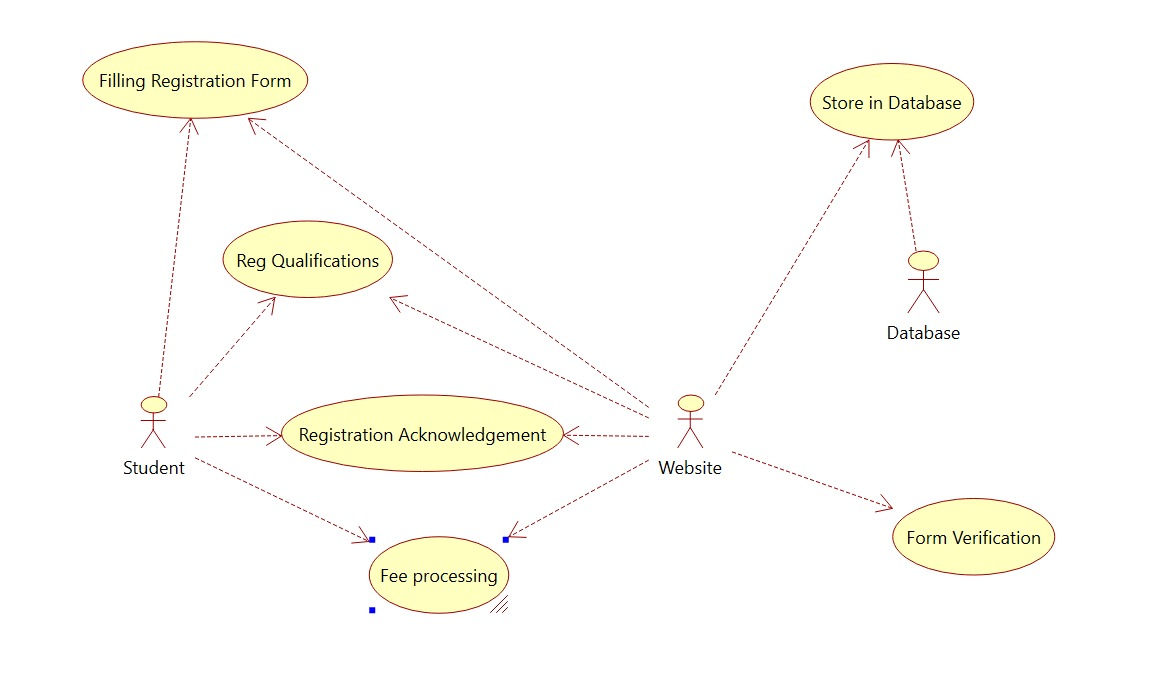 Filling Registration Form
Store in Database
Reg Qualifications
Database
Registration Acknowledgement
Student
Website
Form Verification
Fee processing